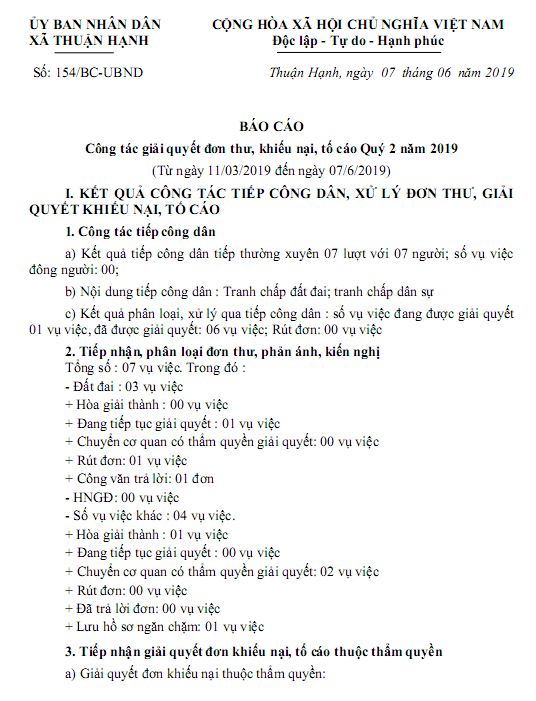 ỦY BAN NHÂN DÂN
XÃ THUẬN HẠNH
CỘNG HÒA XÃ HỘI CHỦ NGHĨA VIỆT NAM
Độc lập - Tự do - Hạnh phúc
Số: 154/BC-UBND
Thuận Hạnh, ngày 07 tháng 06 năm 2019
BÁO CÁO
Công tác giải quyết đơn thư, khiếu nại, tố cáo Quý 2 năm 2019
(Từ ngày 11/03/2019 đến ngày 07/6/2019)
I. KẾT QUẢ CÔNG TÁC TIẾP CÔNG DÂN, XỬ LÝ ĐƠN THƯ, GIẢI
QUYẾT KHIẾU NẠI, TỐ CÁO
1. Công tác tiếp công dân
a) Kết quả tiếp công dân tiếp thường xuyên 07 lượt với 07 người; số vụ việc
đông người: 00;
b) Nội dung tiếp công dân : Tranh chấp đất đai; tranh chấp dân sự
c) Kết quả phân loại, xử lý qua tiếp công dân : số vụ việc đang được giải quyết
01 vụ việc, đã được giải quyết: 06 vụ việc; Rút đơn: 00 vụ việc
2. Tiếp nhận, phân loại đơn thư, phản ánh, kiến nghị
Tổng số : 07 vụ việc. Trong đó :
- Đất đai : 03 vụ việc
+ Hòa giải thành : 00 vụ việc
+ Đang tiếp tục giải quyết : 01 vụ việc
+ Chuyển cơ quan có thẩm quyền giải quyết: 00 vụ việc
+ Rút đơn: 01 vụ việc
+ Công văn trả lời: 01 đơn
- HNGĐ: 00 vụ việc
- Số vụ việc khác : 04 vụ việc.
+ Hòa giải thành : 01 vụ việc
+ Đang tiếp tục giải quyết : 00 vụ việc
+ Chuyển cơ quan có thẩm quyền giải quyết: 02 vụ việc
+ Rút đơn: 00 vụ việc
+ Đã trả lời đơn: 00 vụ việc
+ Lưu hồ sơ ngăn chặm: 01 vụ việc
3. Tiếp nhận giải quyết đơn khiếu nại, tố cáo thuộc thẩm quyền
a) Giải quyết đơn khiếu nại thuộc thẩm quyền: